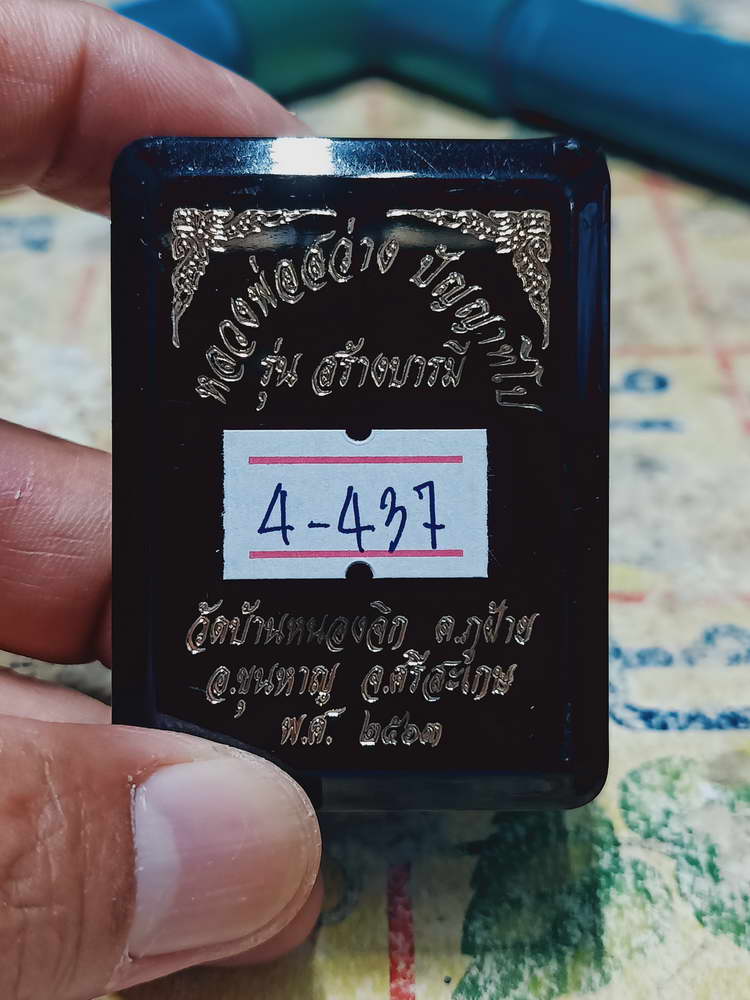 หลวงพ่อสว่าง ปัญญาทีโป
รุ่น สร้างบารมี
4-437
วัดบ้านหนองจิก ต.ภูฝ้าย
อ.ขุนหาญ จ.ศรีสะเกษ
พ.ศ. ๒๕๖๓